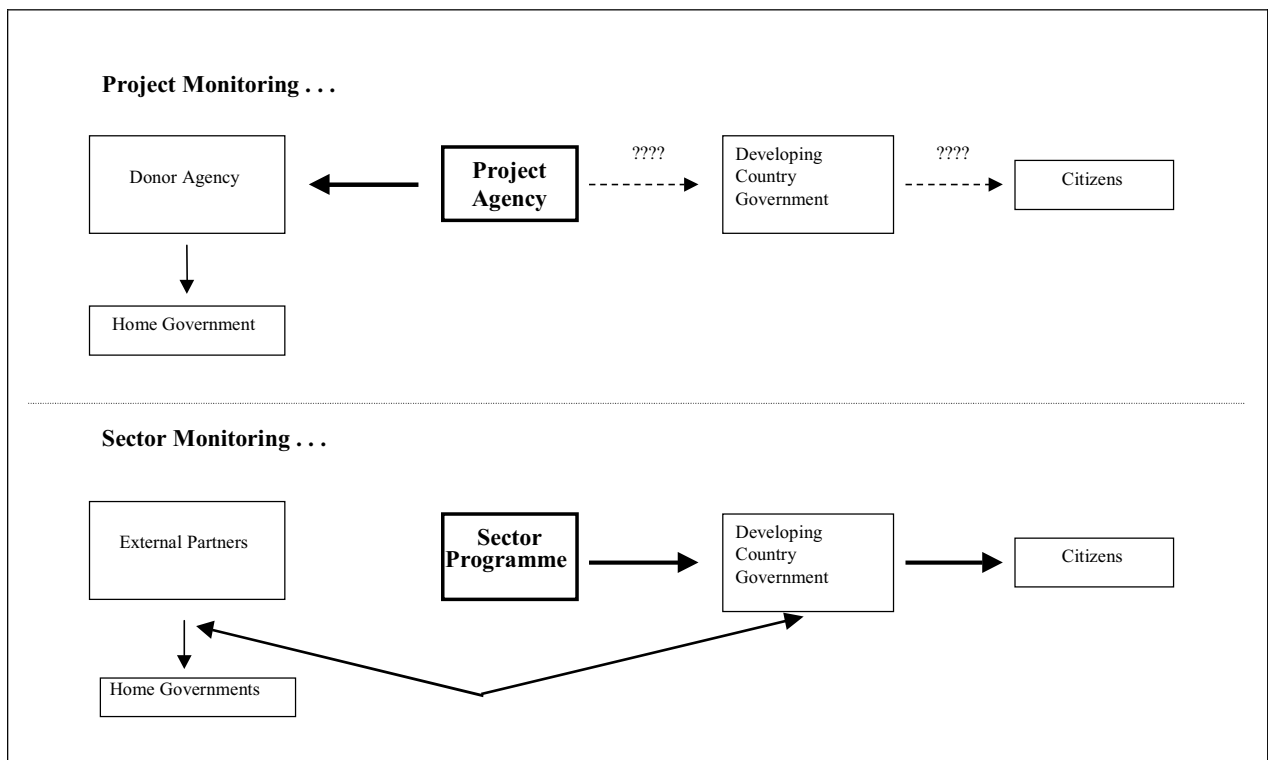 Project Monitoring . . .
Donor Agency
Project
Agency
????
Developing
Country
Government
????
Citizens
Home Government
Sector Monitoring . . .
External Partners
Sector
Programme
Developing
Country
Government
Citizens
Home Governments